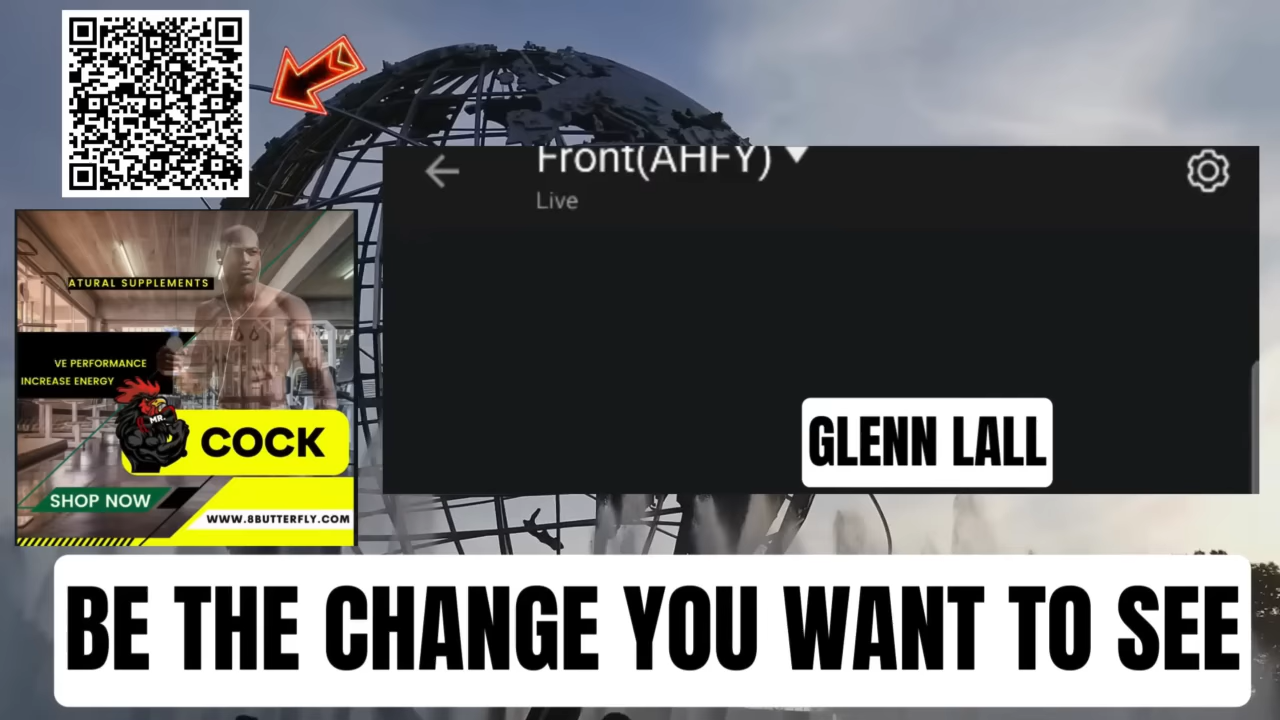 Front(AHFY)
Live
ATURAL SUPPLEMENTS
VE PERFORMANCE
INCREASE ENERGY
MR.
COCK
SHOP NOW
WWW.8BUTTERFLY.COM
GLENN LALL
BE THE CHANGE YOU WANT TO SEE